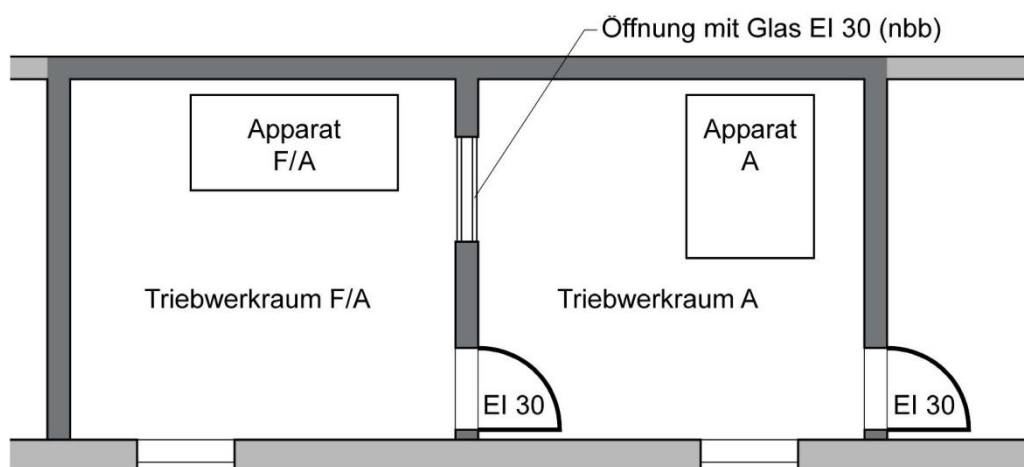 Öffnung mit Glas EI 30 (nbb)
Apparat
F/A
Apparat
A
Triebwerkraum F/A
Triebwerkraum A
EI 30
EI 30